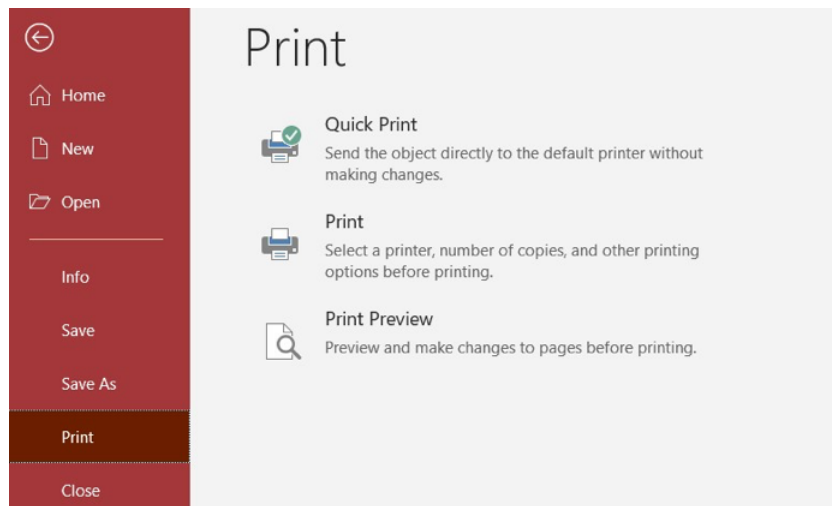 Home
New
Open
Info
Save
Save As
Print
Close
Print
Quick Print
Send the object directly to the default printer without
making changes.
Print
Select a printer, number of copies, and other printing
options before printing.
Print Preview
Preview and make changes to pages before printing.